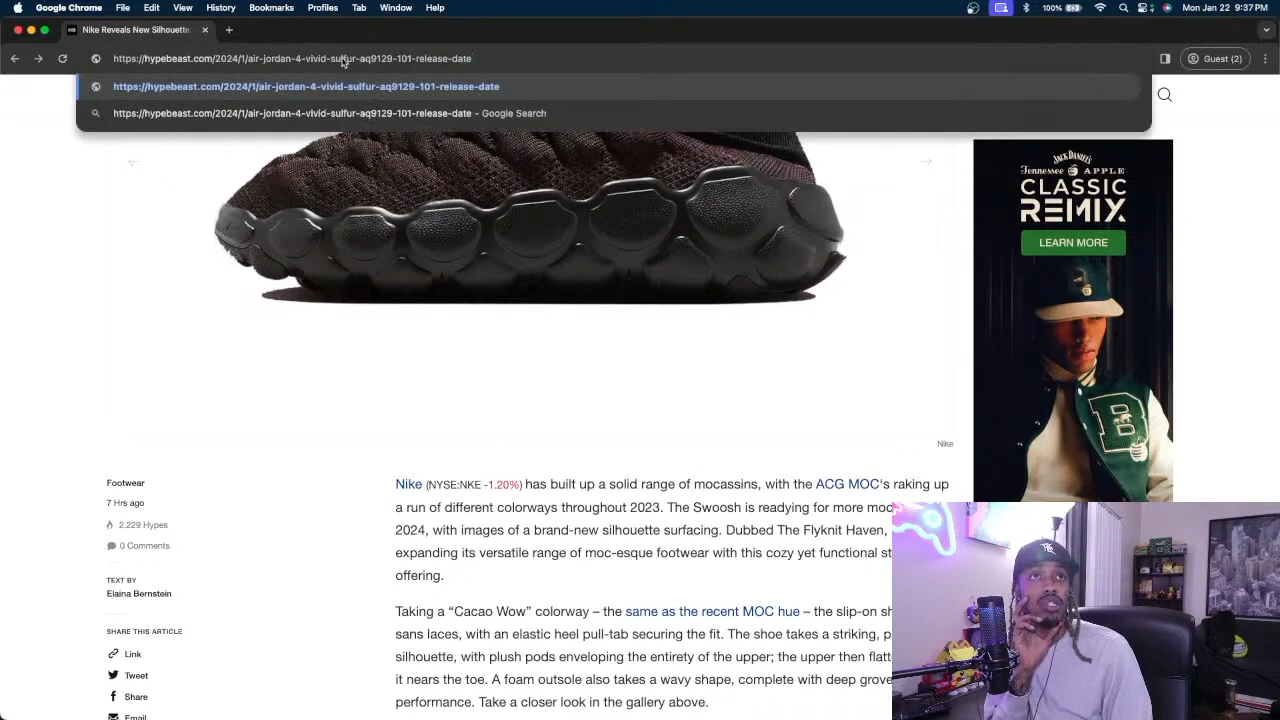 Google Chrome File Edit View History Bookmarks Profiles Tab Window Help 100% Mon Jan 22 9:37 PM
Nike Reveals New Silhouette
https://hypebeast.com/2024/1/air-jordan-4-vivid-sulfur-aq9129-101-release-date Guest (2)
https://hypebeast.com/2024/1/air-jordan-4-vivid-sulfur-aq9129-101-release-date
https://hypebeast.com/2024/1/air-jordan-4-vivid-sulfur-aq9129-101-release-date – Google Search
JACK DANIEL'S
Tennessee APPLE
CLASSIC
REMIX
LEARN MORE
B
Nike
Footwear
7 Hrs ago
2,229 Hypes
0 Comments
TEXT BY
Elaina Bernstein
SHARE THIS ARTICLE
Link
Tweet
Share
Email
Nike (NYSE:NKE -1.20%) has built up a solid range of mocassins, with the ACG MOC's raking up
a run of different colorways throughout 2023. The Swoosh is readying for more moc
2024, with images of a brand-new silhouette surfacing. Dubbed The Flyknit Haven,
expanding its versatile range of moc-esque footwear with this cozy yet functional st
offering.
Taking a “Cacao Wow” colorway – the same as the recent MOC hue – the slip-on sh
sans laces, with an elastic heel pull-tab securing the fit. The shoe takes a striking, p
silhouette, with plush pods enveloping the entirety of the upper; the upper then flatt
it nears the toe. A foam outsole also takes a wavy shape, complete with deep grove
performance. Take a closer look in the gallery above.